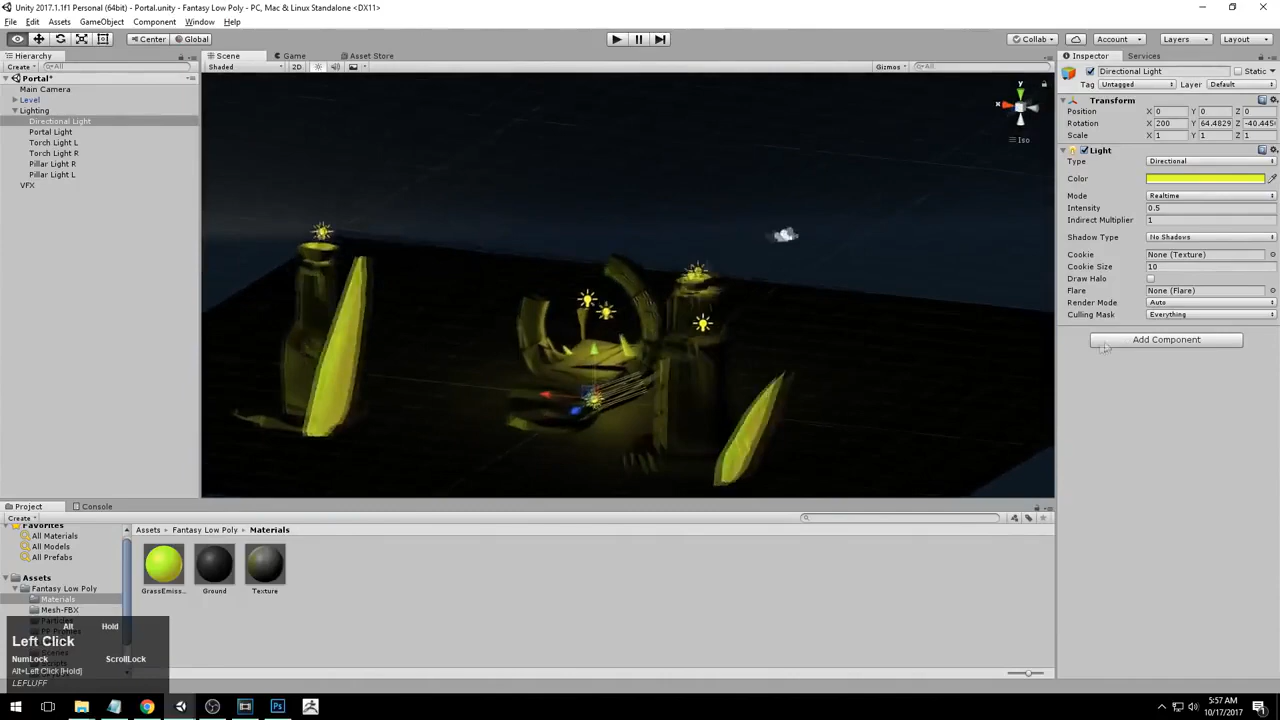 Unity 2017.1.1f1 Personal (64bit) - Portal.unity - Fantasy Low Poly - PC, Mac & Linux Standalone <DX11>
File Edit Assets GameObject Component Window Help
Center Global Collab Account Layers Layout
Hierarchy Scene Game Asset Store Inspector Services
Create All Shaded 2D Gizmos All Directional Light Static
Portal* Tag Untagged Layer Default
Main Camera
Level Transform
Lighting Position X 0 Y 0 Z 0
Directional Light Rotation X 200 Y 64.4829 Z -40.445
Portal Light Scale X 1 Y 1 Z 1
Torch Light L Light
Torch Light R Type Directional
Pillar Light R Color
Pillar Light L Mode Realtime
VFX Intensity 0.5
y
x
Iso
Indirect Multiplier 1
Shadow Type No Shadows
Cookie None (Texture)
Cookie Size 10
Draw Halo
Flare None (Flare)
Render Mode Auto
Culling Mask Everything
Add Component
Project Console
Create
Favorites
All Materials
All Models
All Prefabs
Assets
Fantasy Low Poly
Materials
Mesh-FBX
Particles
Assets Fantasy Low Poly Materials
GrassEmiss... Ground Texture
Alt Hold
Left Click
NumLock ScrollLock
Alt+Left Click [Hold]
LEFLUFF
5:57 AM
10/17/2017